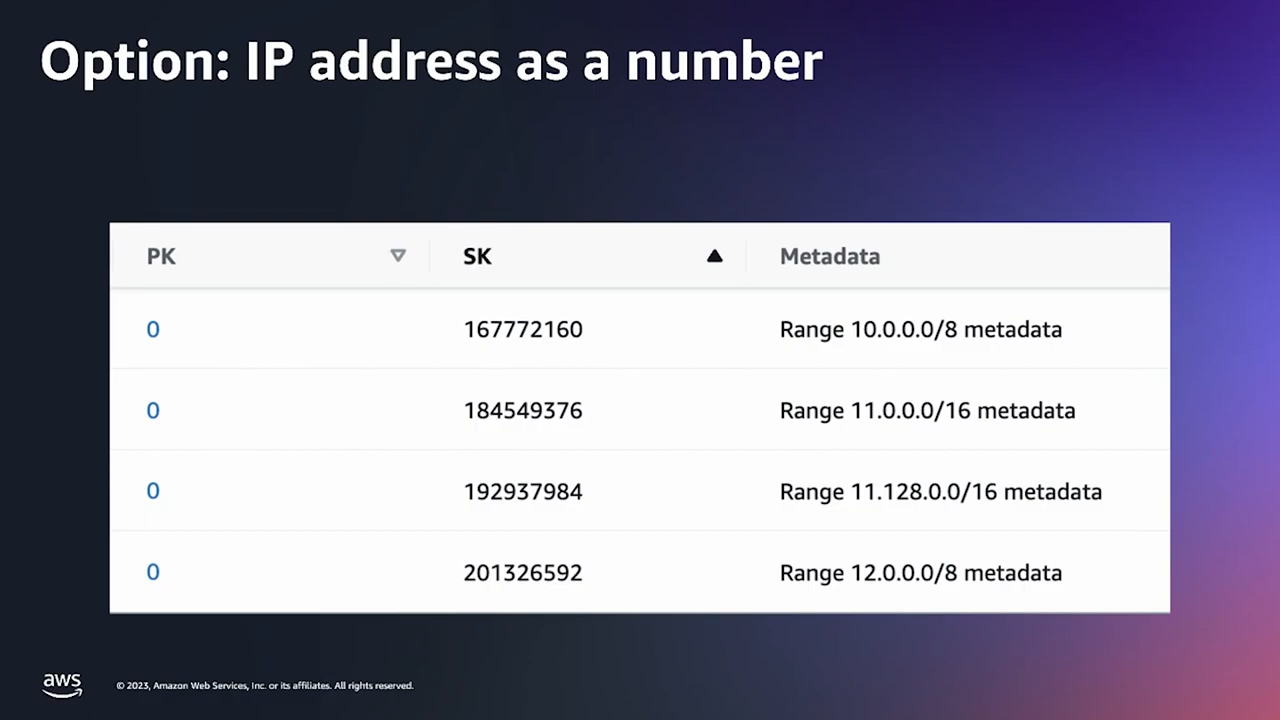 Option: IP address as a number
PK SK Metadata
0 167772160 Range 10.0.0.0/8 metadata
0 184549376 Range 11.0.0.0/16 metadata
0 192937984 Range 11.128.0.0/16 metadata
0 201326592 Range 12.0.0.0/8 metadata
aws © 2023, Amazon Web Services, Inc. or its affiliates. All rights reserved.